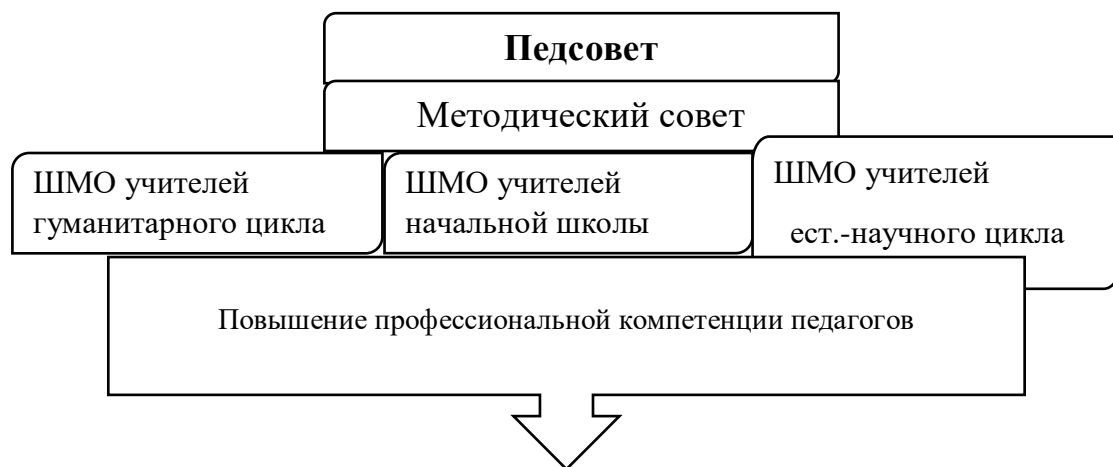 Педсовет
Методический совет
ШМО учителей
гуманитарного цикла
ШМО учителей
начальной школы
ШМО учителей
ест.-научного цикла
Повышение профессиональной компетенции педагогов